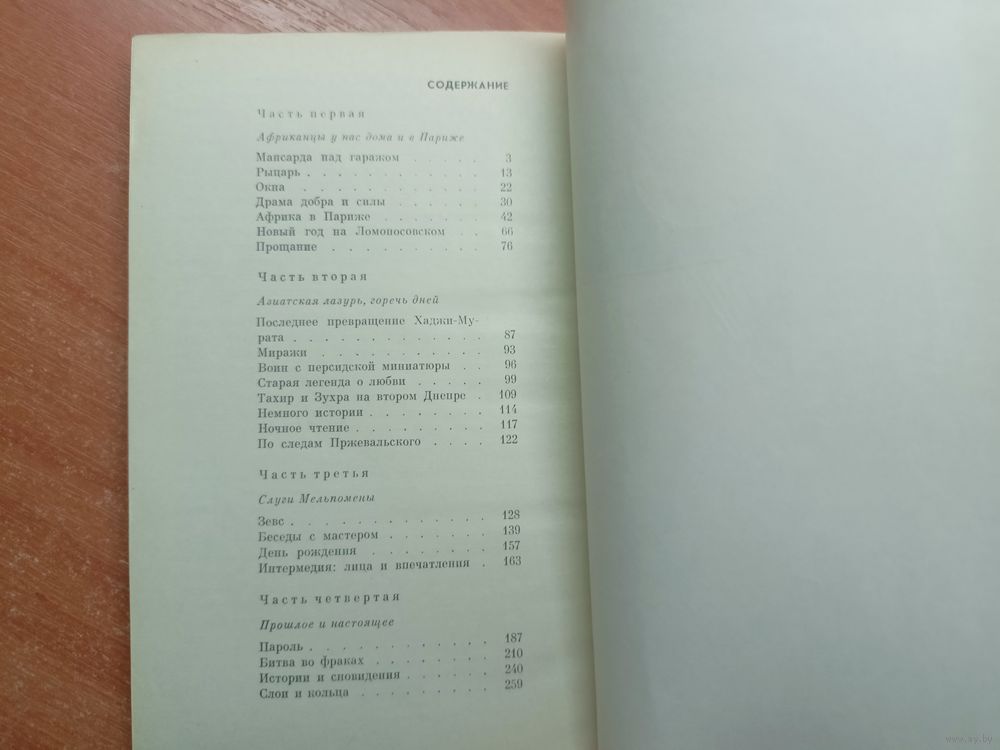 СОДЕРЖАНИЕ
Часть первая
Африканцы у нас дома и в Париже
Мансарда над гаражом . . . . . 3
Рыцарь . . . . . . . . . . . . 13
Окна . . . . . . . . . . . . 22
Драма добра и силы . . . . . . 30
Африка в Париже . . . . . . . 42
Новый год на Ломоносовском . . 66
Прощание . . . . . . . . . . 76
Часть вторая
Азиатская лазурь, горечь дней
Последнее превращение Хаджи-Му-
рата . . . . . . . . . . . . . 87
Миражи . . . . . . . . . . . 93
Воин с персидской миниатюры . . 96
Старая легенда о любви . . . . . 99
Тахир и Зухра на втором Днепре . 109
Немного истории . . . . . . . . 114
Ночное чтение . . . . . . . . . 117
По следам Пржевальского . . . . 122
Часть третья
Слуги Мельпомены
Зевс . . . . . . . . . . . . . 128
Беседы с мастером . . . . . . . 139
День рождения . . . . . . . . 157
Интермедия: лица и впечатления . 163
Часть четвертая
Прошлое и настоящее
Пароль . . . . . . . . . . . . 187
Битва во фраках . . . . . . . . 210
Истории и сновидения . . . . . . 240
Слои и кольца . . . . . . . . . 259
www.ay.by